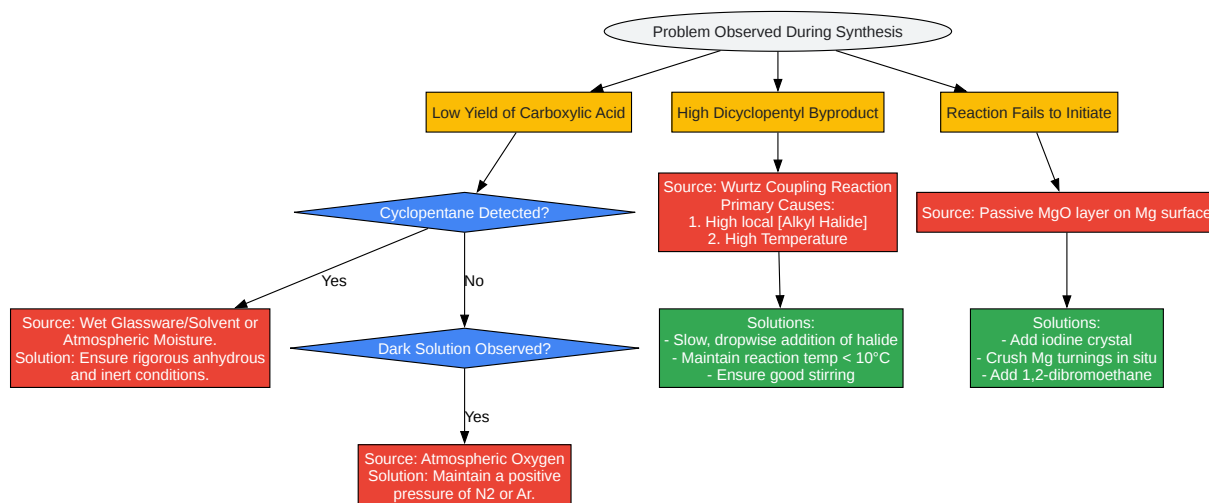 Problem Observed During Synthesis
Low Yield of Carboxylic Acid
High Dicyclopentyl Byproduct
Reaction Fails to Initiate
Cyclopentane Detected?
Source: Wurtz Coupling Reaction
Primary Causes:
1. High local [Alkyl Halide]
2. High Temperature
Source: Passive MgO layer on Mg surface
Yes
No
Source: Wet Glassware/Solvent or
Atmospheric Moisture.
Solution: Ensure rigorous anhydrous
and inert conditions.
Dark Solution Observed?
Solutions:
- Slow, dropwise addition of halide
- Maintain reaction temp < 10°C
- Ensure good stirring
Solutions:
- Add iodine crystal
- Crush Mg turnings in situ
- Add 1,2-dibromoethane
Yes
Source: Atmospheric Oxygen
Solution: Maintain a positive
pressure of N2 or Ar.